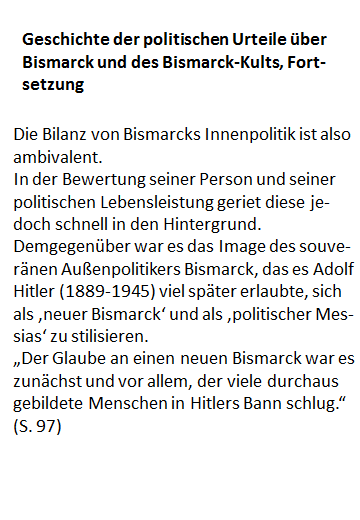 Geschichte der politischen Urteile über
Bismarck und des Bismarck-Kults, Fort-
setzung
Die Bilanz von Bismarcks Innenpolitik ist also
ambivalent.
In der Bewertung seiner Person und seiner
politischen Lebensleistung geriet diese je-
doch schnell in den Hintergrund.
Demgegenüber war es das Image des souve-
ränen Außenpolitikers Bismarck, das es Adolf
Hitler (1889-1945) viel später erlaubte, sich
als ‚neuer Bismarck‘ und als ‚politischer Mes-
sias‘ zu stilisieren.
„Der Glaube an einen neuen Bismarck war es
zunächst und vor allem, der viele durchaus
gebildete Menschen in Hitlers Bann schlug.“
(S. 97)